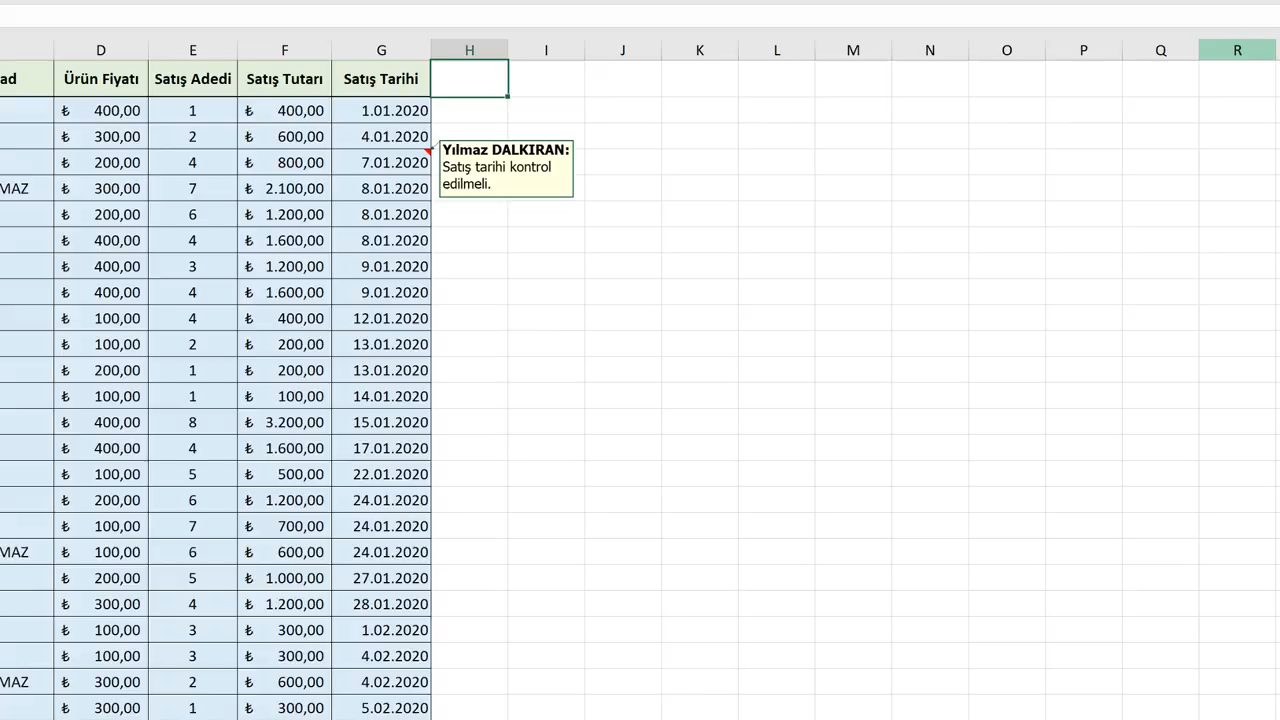 D E F G H I J K L M N O P Q R
ad Ürün Fiyatı Satış Adedi Satış Tutarı Satış Tarihi
₺ 400,00 1 ₺ 400,00 1.01.2020
₺ 300,00 2 ₺ 600,00 4.01.2020
₺ 200,00 4 ₺ 800,00 7.01.2020
Yılmaz DALKIRAN:
Satış tarihi kontrol
edilmeli.
MAZ ₺ 300,00 7 ₺ 2.100,00 8.01.2020
₺ 200,00 6 ₺ 1.200,00 8.01.2020
₺ 400,00 4 ₺ 1.600,00 8.01.2020
₺ 400,00 3 ₺ 1.200,00 9.01.2020
₺ 400,00 4 ₺ 1.600,00 9.01.2020
₺ 100,00 4 ₺ 400,00 12.01.2020
₺ 100,00 2 ₺ 200,00 13.01.2020
₺ 200,00 1 ₺ 200,00 13.01.2020
₺ 100,00 1 ₺ 100,00 14.01.2020
₺ 400,00 8 ₺ 3.200,00 15.01.2020
₺ 400,00 4 ₺ 1.600,00 17.01.2020
₺ 100,00 5 ₺ 500,00 22.01.2020
₺ 200,00 6 ₺ 1.200,00 24.01.2020
₺ 100,00 7 ₺ 700,00 24.01.2020
MAZ ₺ 100,00 6 ₺ 600,00 24.01.2020
₺ 200,00 5 ₺ 1.000,00 27.01.2020
₺ 300,00 4 ₺ 1.200,00 28.01.2020
₺ 100,00 3 ₺ 300,00 1.02.2020
₺ 100,00 3 ₺ 300,00 4.02.2020
MAZ ₺ 300,00 2 ₺ 600,00 4.02.2020
₺ 300,00 1 ₺ 300,00 5.02.2020